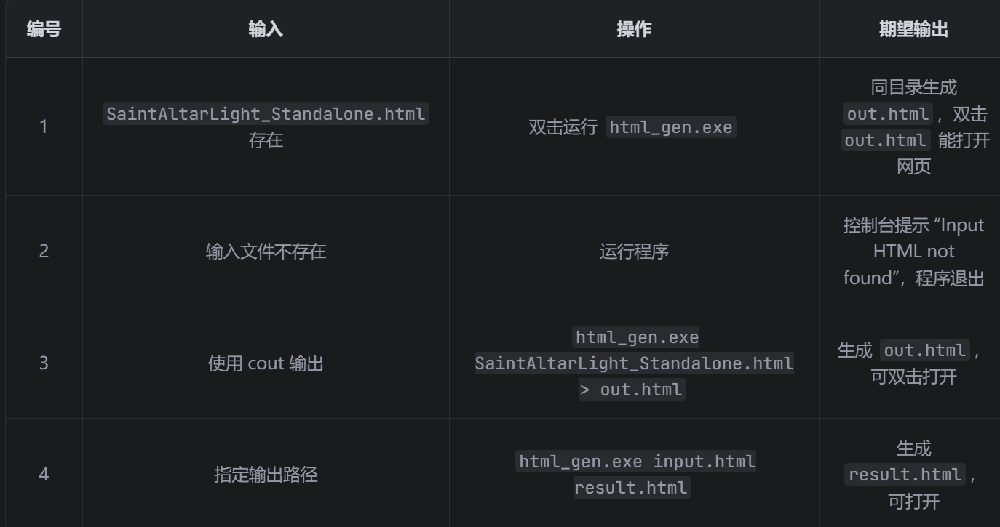 编号 输入 操作 期望输出
1 SaintAltarLight_Standalone.html 存在 双击运行 html_gen.exe 同目录生成 out.html，双击 out.html 能打开网页
2 输入文件不存在 运行程序 控制台提示 “Input HTML not found”，程序退出
3 使用 cout 输出 html_gen.exe SaintAltarLight_Standalone.html > out.html 生成 out.html，可双击打开
4 指定输出路径 html_gen.exe input.html result.html 生成 result.html，可打开